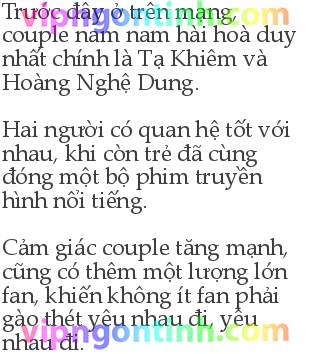 Trước đây ở trên mạng,
couple nam nam hài hoà duy
nhất chính là Tạ Khiêm và
Hoàng Nghệ Dung.
Hai người có quan hệ tốt với
nhau, khi còn trẻ đã cùng
đóng một bộ phim truyền
hình nổi tiếng.
Cảm giác couple tăng mạnh,
cũng có thêm một lượng lớn
fan, khiến không ít fan phải
gào thét yêu nhau đi, yêu
nhau đi.
vipngontinh.com
vipngontinh.com